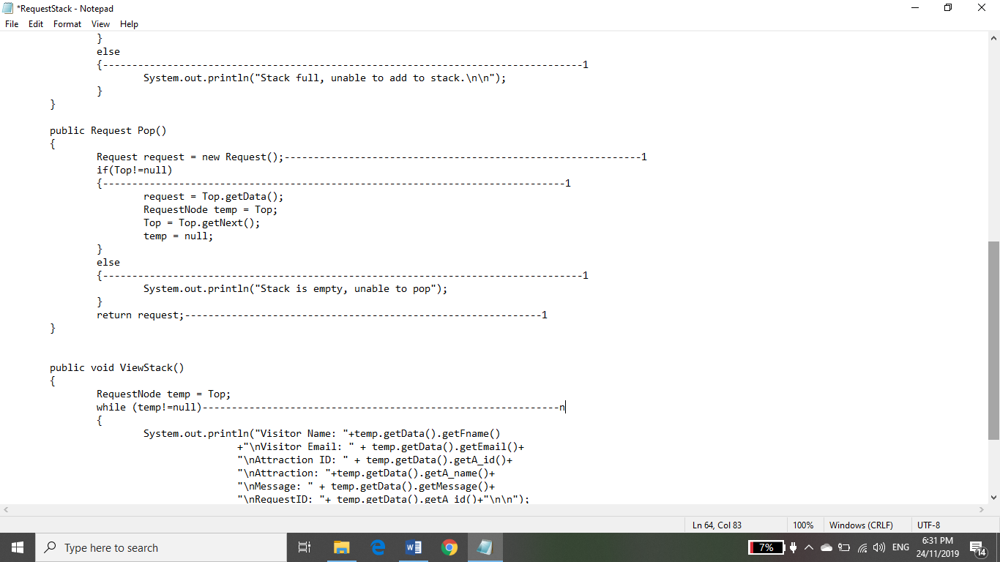 *RequestStack - Notepad
File Edit Format View Help
}
else
{----------------------------------------------------------------------------------1
System.out.println("Stack full, unable to add to stack.\n\n");
}
}
public Request Pop()
{
Request request = new Request();-------------------------------------------------------------1
if(Top!=null)
{-------------------------------------------------------------------------------1
request = Top.getData();
RequestNode temp = Top;
Top = Top.getNext();
temp = null;
}
else
{----------------------------------------------------------------------------------1
System.out.println("Stack is empty, unable to pop");
}
return request;-------------------------------------------------------------1
}
public void ViewStack()
{
RequestNode temp = Top;
while (temp!=null)-------------------------------------------------------------n
{
System.out.println("Visitor Name: "+temp.getData().getFname()
+"\nVisitor Email: " + temp.getData().getEmail()+
"\nAttraction ID: " + temp.getData().getA_id()+
"\nAttraction: "+temp.getData().getA_name()+
"\nMessage: " + temp.getData().getMessage()+
"\nRequestID: "+ temp.getData().getA_id()+"\n\n");
Ln 64, Col 83 100% Windows (CRLF) UTF-8
Type here to search
7%
ENG
6:31 PM
24/11/2019
14